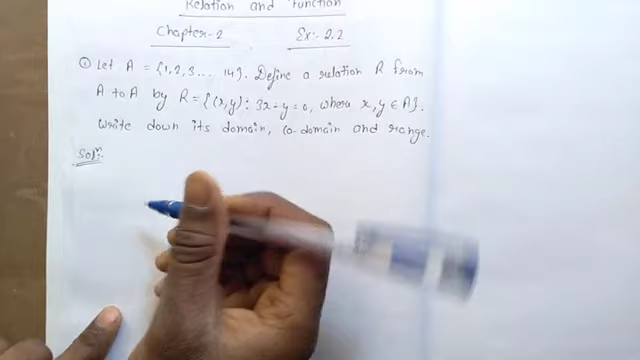 Relation and Function
Chapter-2 Ex:- 2.2
① Let A = {1, 2, 3 ... 14}. Define a relation R from
A to A by R = {(x, y) : 3x - y = 0, where x, y ∈ A}.
Write down its domain, co-domain and range.
Solⁿ: